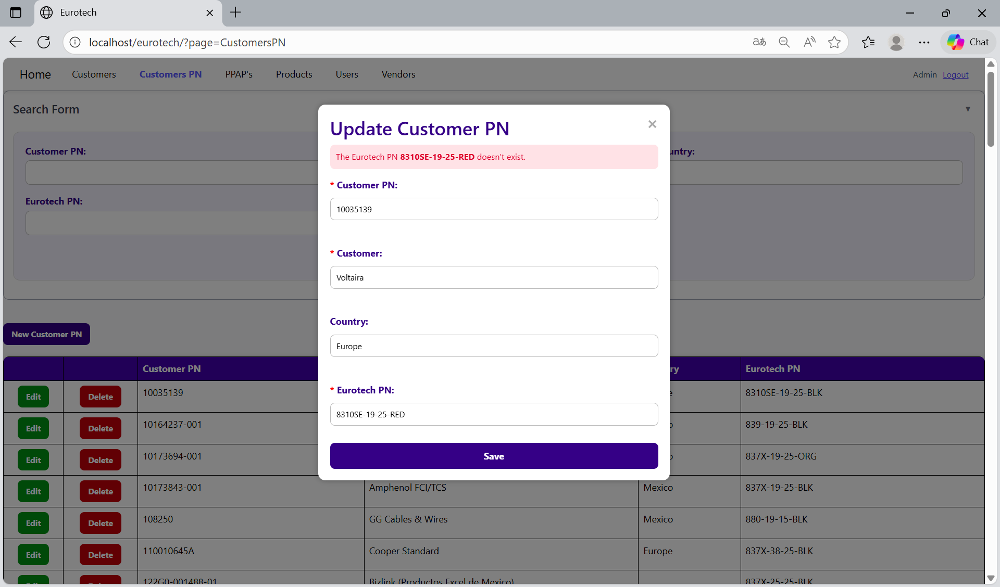 Eurotech
localhost/eurotech/?page=CustomersPN
Chat
Home Customers Customers PN PPAP's Products Users Vendors Admin Logout
Search Form
Customer PN:
untry:
Eurotech PN:
Update Customer PN
The Eurotech PN 8310SE-19-25-RED doesn't exist.
* Customer PN:
10035139
* Customer:
Voltaira
Country:
Europe
* Eurotech PN:
8310SE-19-25-RED
Save
New Customer PN
Customer PN ry Eurotech PN
Edit Delete 10035139 8310SE-19-25-BLK
Edit Delete 10164237-001 839-19-25-BLK
Edit Delete 10173694-001 837X-19-25-ORG
Edit Delete 10173843-001 Amphenol FCI/TCS Mexico 837X-19-25-BLK
Edit Delete 108250 GG Cables & Wires Mexico 880-19-15-BLK
Edit Delete 110010645A Cooper Standard Europe 837X-38-25-BLK
122G0-001488-01 Bizlink (Productos Excel de Mexico) 837X-25-25-BLK